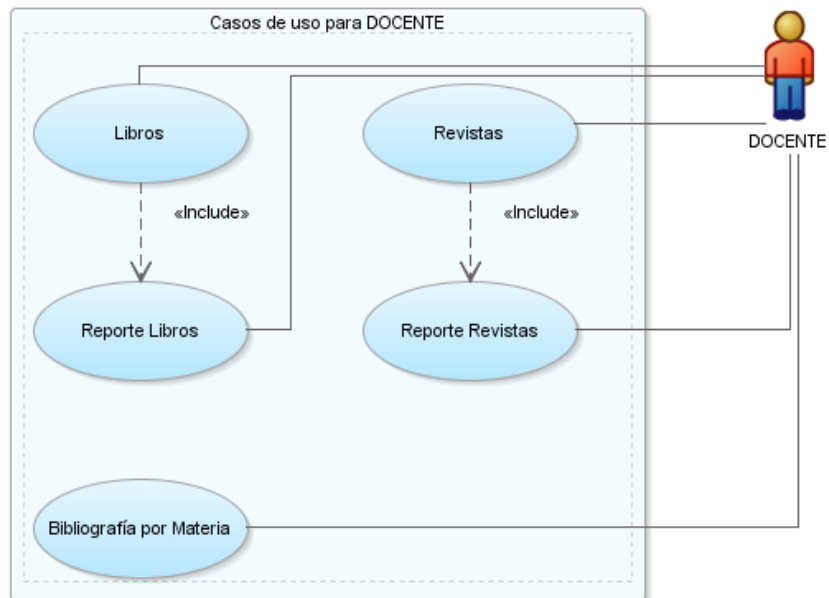 Casos de uso para DOCENTE
Libros
Revistas
DOCENTE
«Include»
«Include»
Reporte Libros
Reporte Revistas
Bibliografía por Materia